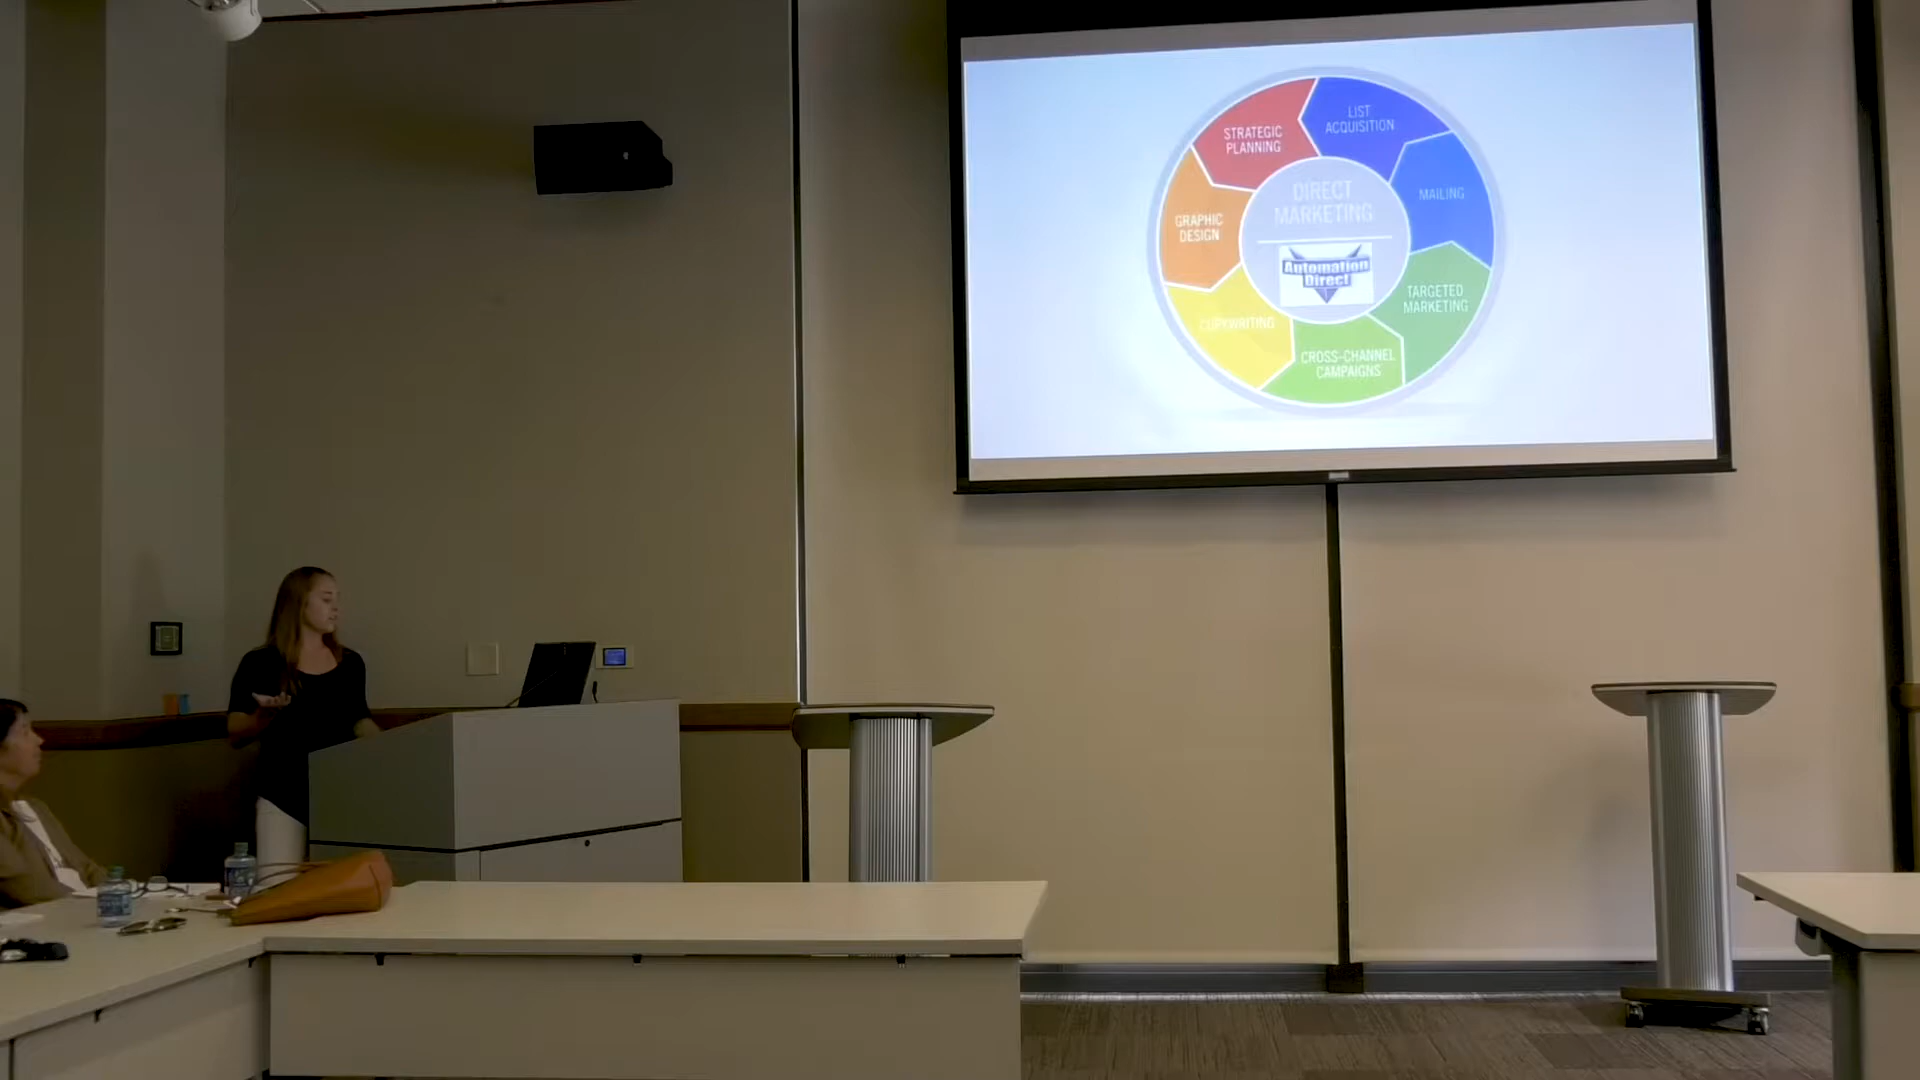 LIST
ACQUISITION
STRATEGIC
PLANNING
MAILING
DIRECT
MARKETING
GRAPHIC
DESIGN
Automation
Direct
TARGETED
MARKETING
COPYWRITING
CROSS-CHANNEL
CAMPAIGNS